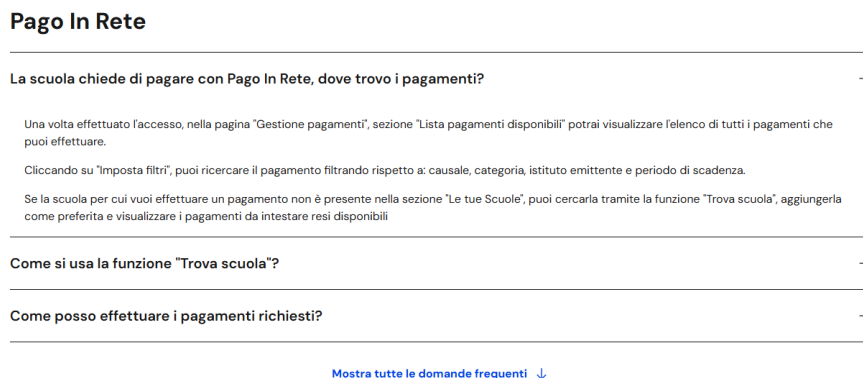 Pago In Rete
La scuola chiede di pagare con Pago In Rete, dove trovo i pagamenti?
Una volta effettuato l'accesso, nella pagina "Gestione pagamenti", sezione "Lista pagamenti disponibili" potrai visualizzare l'elenco di tutti i pagamenti che
puoi effettuare.
Cliccando su "Imposta filtri", puoi ricercare il pagamento filtrando rispetto a: causale, categoria, istituto emittente e periodo di scadenza.
Se la scuola per cui vuoi effettuare un pagamento non è presente nella sezione "Le tue Scuole", puoi cercarla tramite la funzione "Trova scuola", aggiungerla
come preferita e visualizzare i pagamenti da intestare resi disponibili
Come si usa la funzione "Trova scuola"?
Come posso effettuare i pagamenti richiesti?
Mostra tutte le domande frequenti